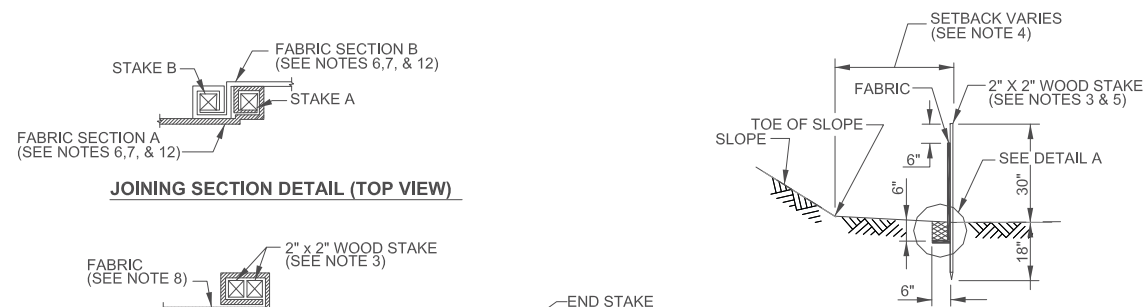 FABRIC SECTION B
(SEE NOTES 6,7, & 12)
STAKE B
STAKE A
FABRIC SECTION A
(SEE NOTES 6,7, & 12)
JOINING SECTION DETAIL (TOP VIEW)
2" x 2" WOOD STAKE
(SEE NOTE 3)
FABRIC
(SEE NOTE 8)
END STAKE
SETBACK VARIES
(SEE NOTE 4)
FABRIC
2" X 2" WOOD STAKE
(SEE NOTES 3 & 5)
TOE OF SLOPE
SLOPE
6"
SEE DETAIL A
30"
6"
18"
6"